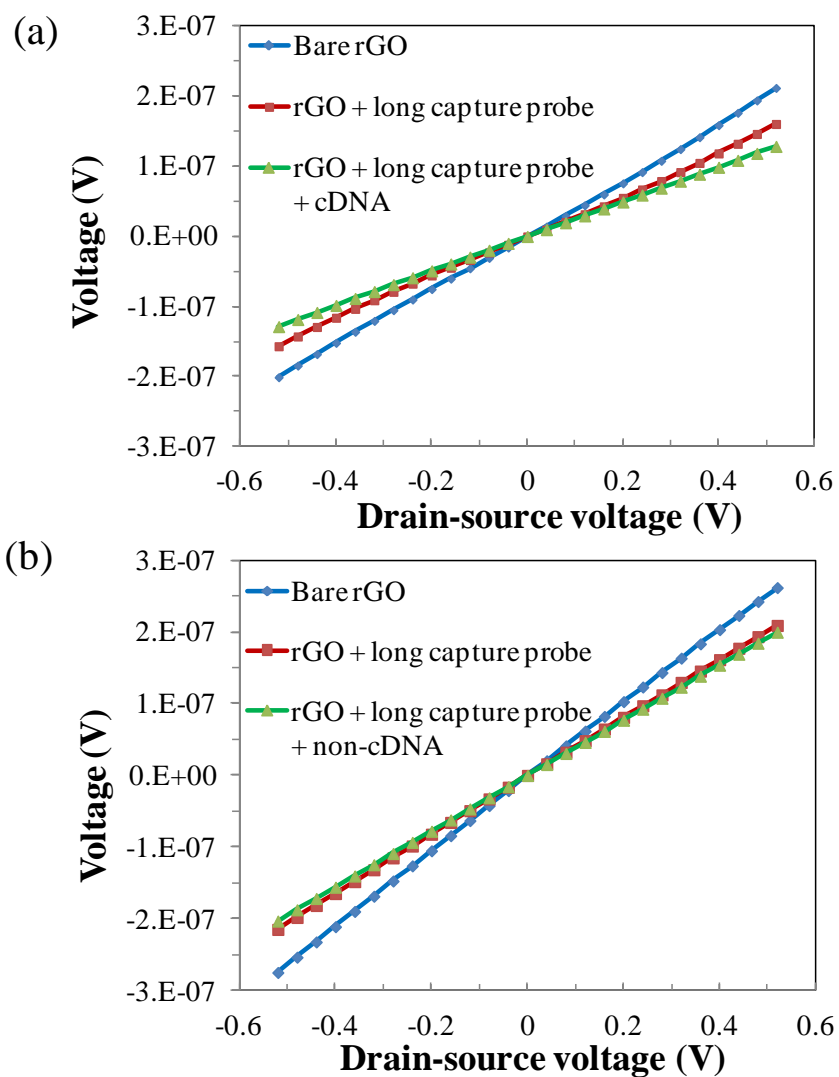 (a)
3.E-07
2.E-07
1.E-07
0.E+00
-1.E-07
-2.E-07
-3.E-07
Voltage (V)
Bare rGO
rGO + long capture probe
rGO + long capture probe
+ cDNA
-0.6 -0.4 -0.2 0 0.2 0.4 0.6
Drain-source voltage (V)
(b)
3.E-07
2.E-07
1.E-07
0.E+00
-1.E-07
-2.E-07
-3.E-07
Voltage (V)
Bare rGO
rGO + long capture probe
rGO + long capture probe
+ non-cDNA
-0.6 -0.4 -0.2 0 0.2 0.4 0.6
Drain-source voltage (V)